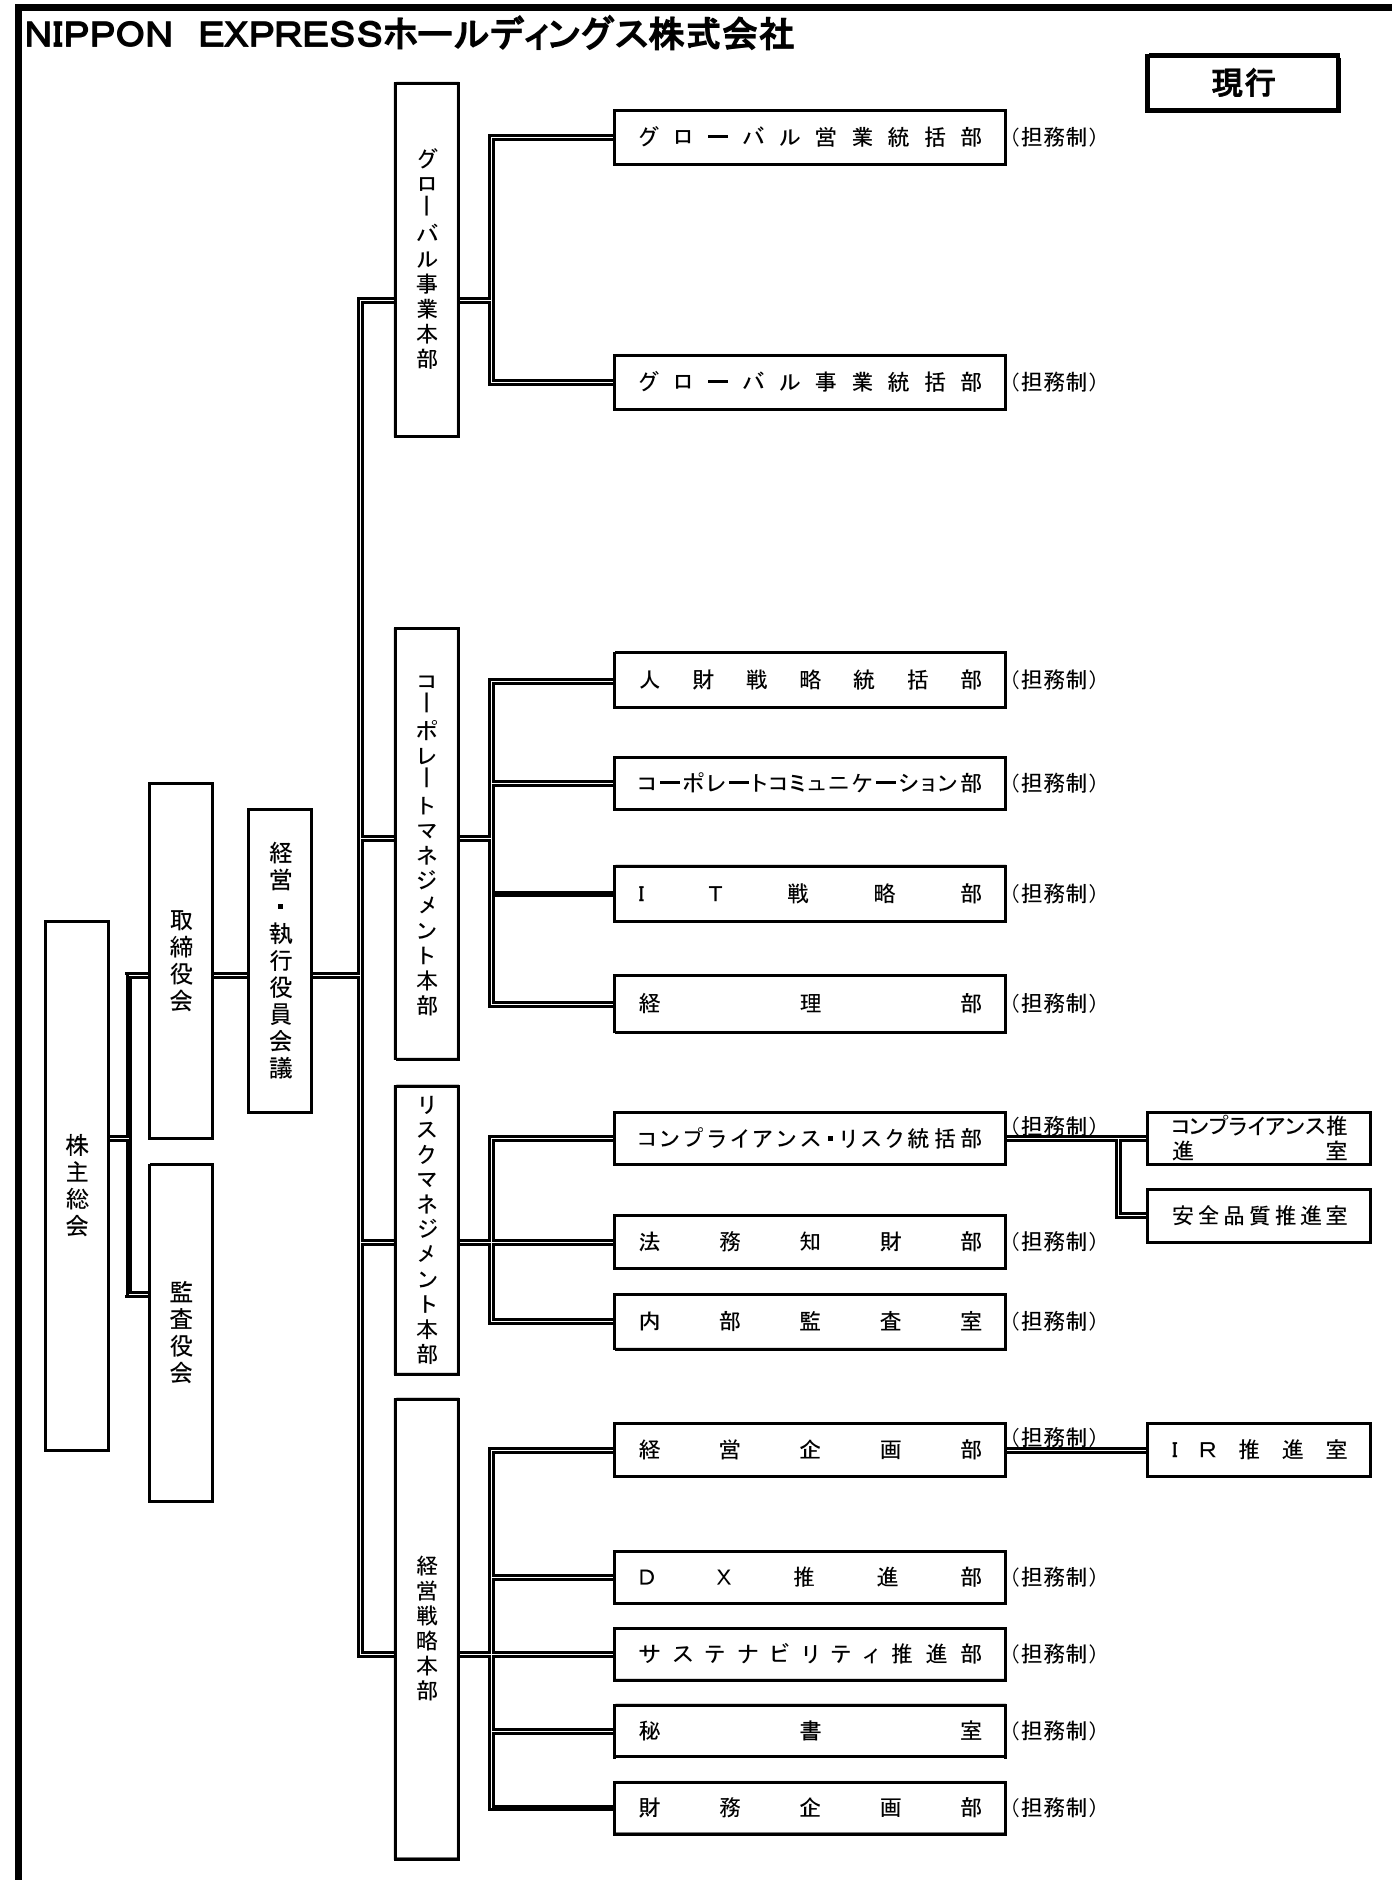 NIPPON　EXPRESSホールディングス株式会社
現行
グローバル事業本部
グローバル営業統括部
(担務制)
グローバル事業統括部
(担務制)
コーポレートマネジメント本部
人財戦略統括部
(担務制)
コーポレートコミュニケーション部
(担務制)
IT戦略部
(担務制)
経理部
(担務制)
株主総会
取締役会
監査役会
経営・執行役員会議
リスクマネジメント本部
コンプライアンス・リスク統括部
(担務制)
コンプライアンス推
進室
安全品質推進室
法務知財部
(担務制)
内部監査室
(担務制)
経営戦略本部
経営企画部
(担務制)
IR推進室
DX推進部
(担務制)
サステナビリティ推進部
(担務制)
秘書室
(担務制)
財務企画部
(担務制)